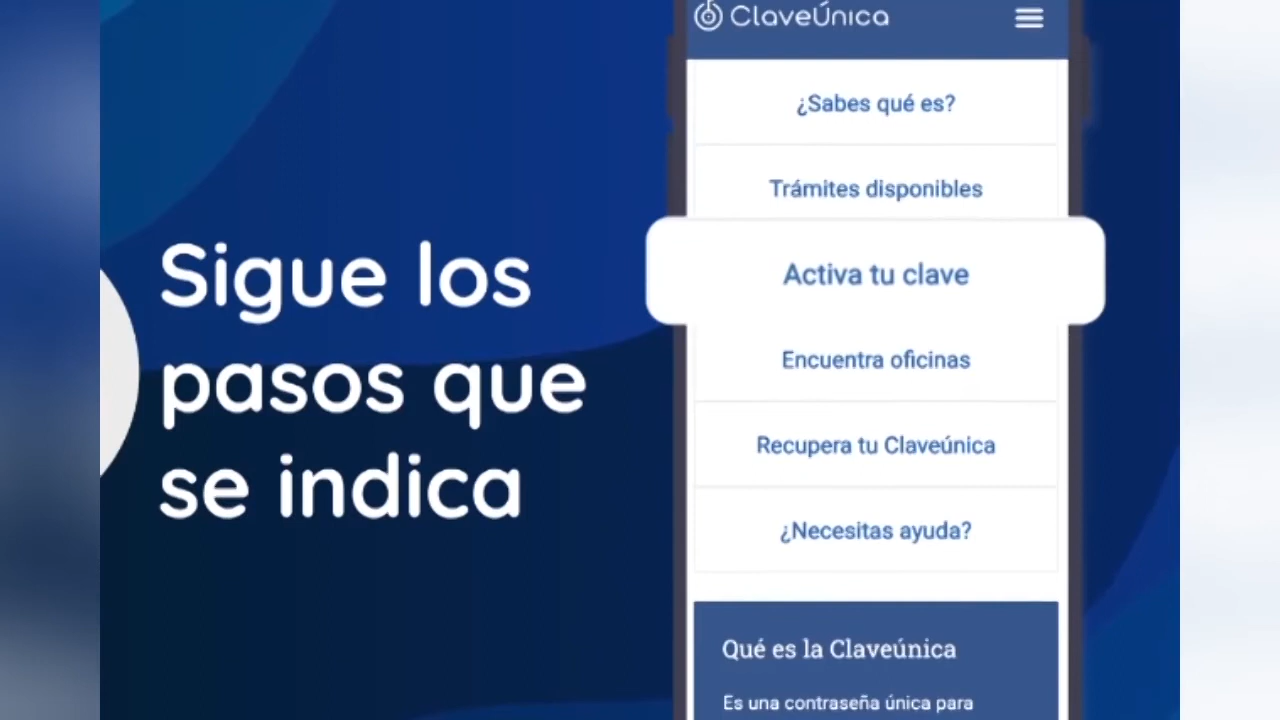 Sigue los
pasos que
se indica
ClaveÚnica
¿Sabes qué es?
Trámites disponibles
Activa tu clave
Encuentra oficinas
Recupera tu Claveúnica
¿Necesitas ayuda?
Qué es la Claveúnica
Es una contraseña única para